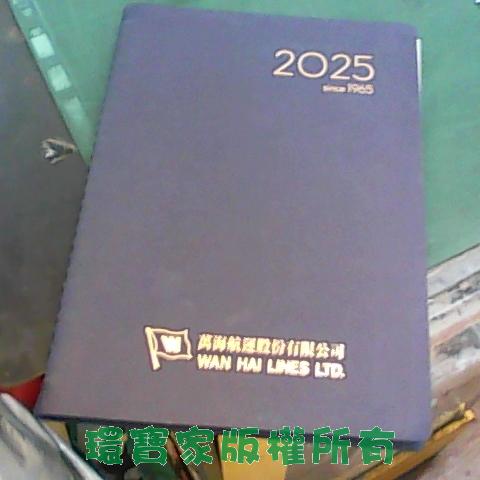 2025
since 1965
W
萬海航運股份有限公司
WAN HAI LINES LTD.
環寶家版權所有